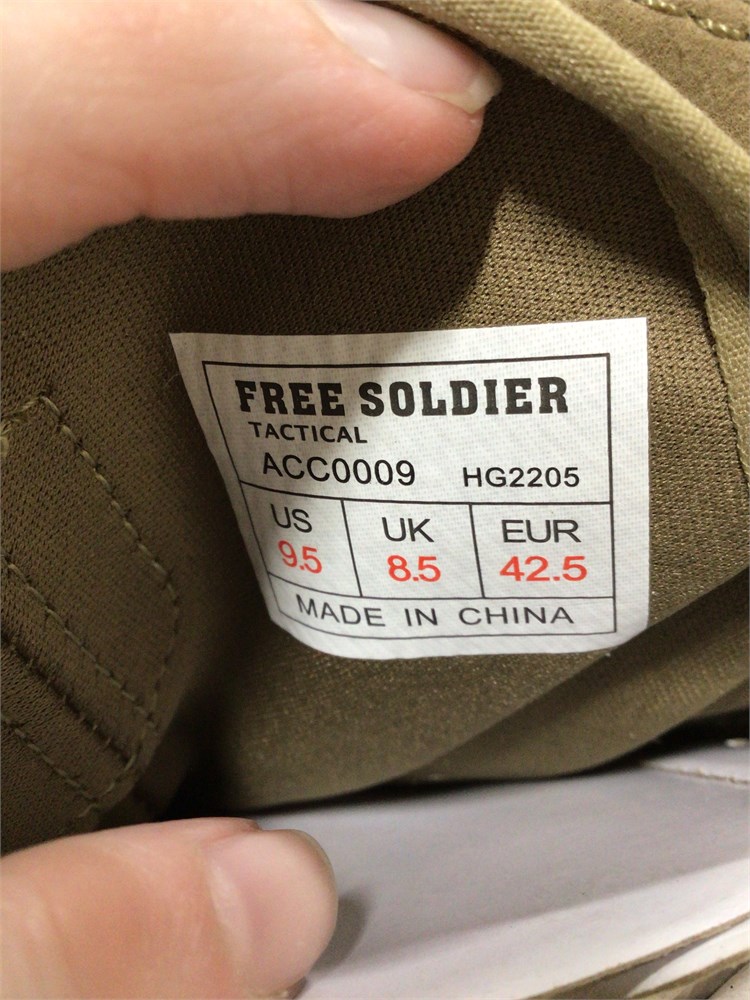 FREE SOLDIER
TACTICAL
ACC0009 HG2205
US UK EUR
9.5 8.5 42.5
MADE IN CHINA